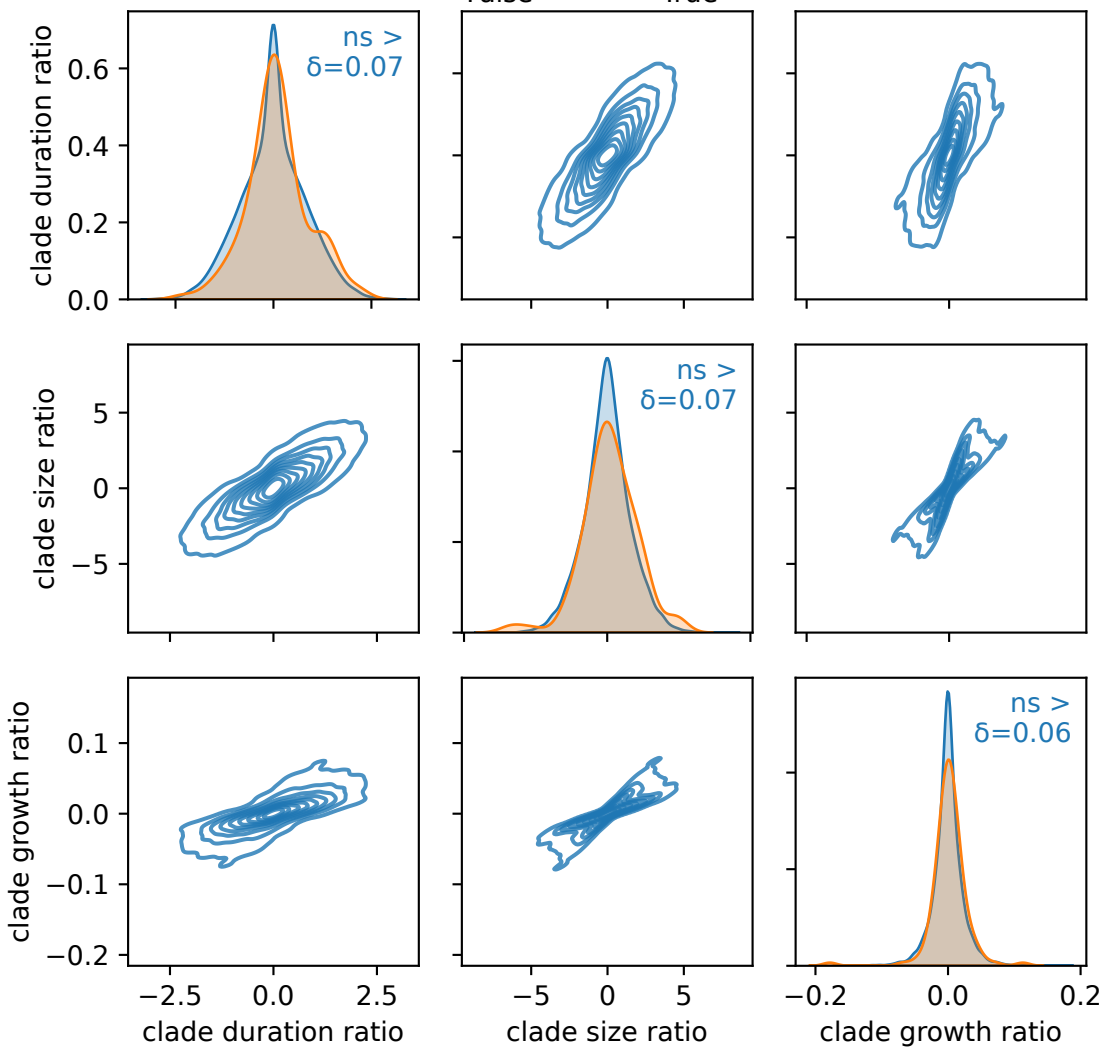 True
clade duration ratio
0.6
0.4
0.2
0.0
ns >
δ=0.07
clade size ratio
5
0
−5
ns >
δ=0.07
clade growth ratio
0.1
0.0
−0.1
−0.2
ns >
δ=0.06
−2.5 0.0 2.5
−5 0 5
−0.2 0.0 0.2
clade duration ratio
clade size ratio
clade growth ratio